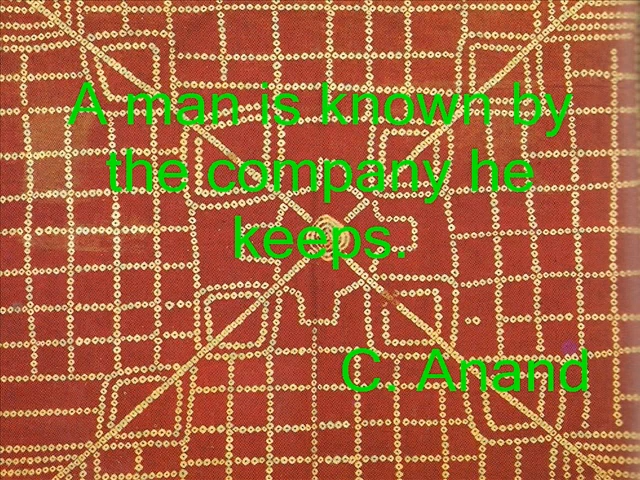 A man is known by
the company he
keeps.
C. Anand